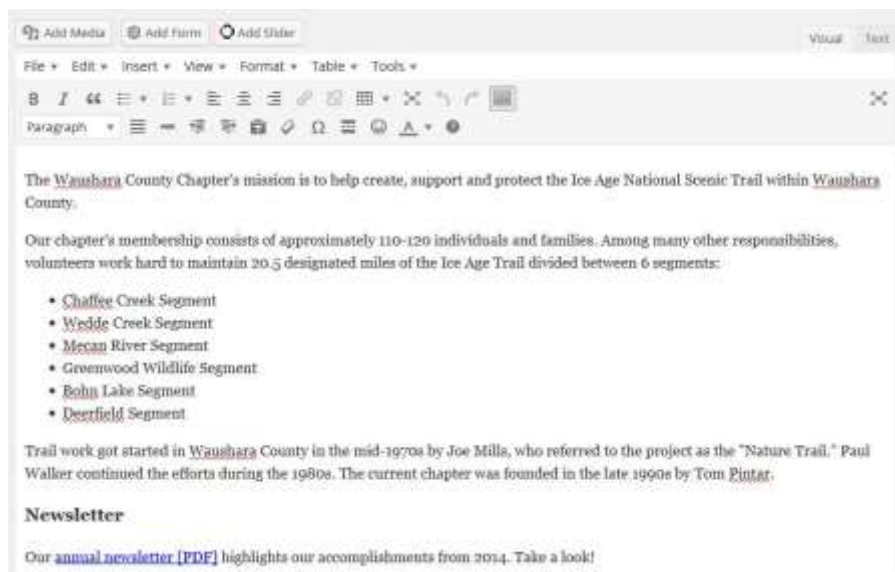 Add Media Add Form Add Slider
Visual Text
File Edit Insert View Format Table Tools
B I
Paragraph Ω A
The Waushara County Chapter's mission is to help create, support and protect the Ice Age National Scenic Trail within Waushara
County.
Our chapter's membership consists of approximately 110-120 individuals and families. Among many other responsibilities,
volunteers work hard to maintain 20.5 designated miles of the Ice Age Trail divided between 6 segments:
• Chaffee Creek Segment
• Wedde Creek Segment
• Mecan River Segment
• Greenwood Wildlife Segment
• Bohn Lake Segment
• Deerfield Segment
Trail work got started in Waushara County in the mid-1970s by Joe Mills, who referred to the project as the "Nature Trail." Paul
Walker continued the efforts during the 1980s. The current chapter was founded in the late 1990s by Tom Pintar.
Newsletter
Our annual newsletter [PDF] highlights our accomplishments from 2014. Take a look!